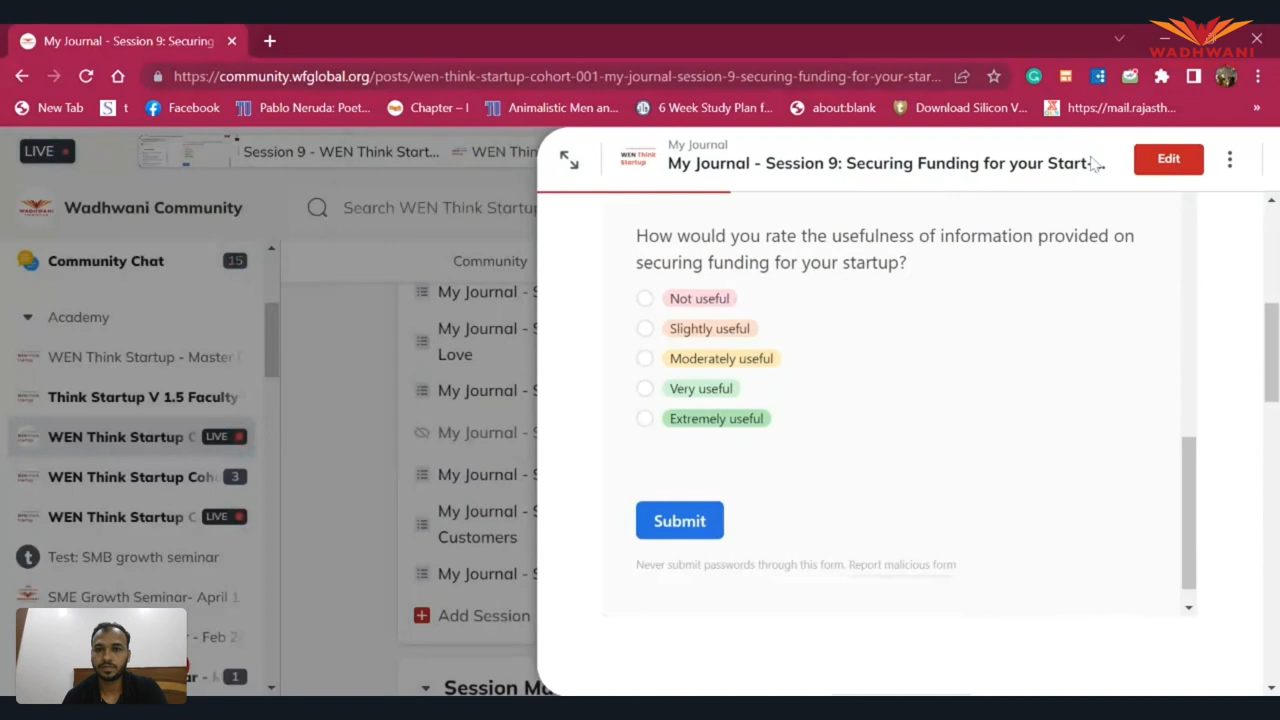 My Journal - Session 9: Securing
WADHWANI
https://community.wfglobal.org/posts/wen-think-startup-cohort-001-my-journal-session-9-securing-funding-for-your-star...
New Tab
t
Facebook
Pablo Neruda: Poet...
Chapter – I
Animalistic Men an...
6 Week Study Plan f...
about:blank
Download Silicon V...
https://mail.rajasth...
»
LIVE
Session 9 - WEN Think Start...
WEN Thin
WEN Think
Startup
My Journal
My Journal - Session 9: Securing Funding for your Start-...
Edit
Wadhwani Community
Search WEN Think Startup
Community Chat
15
Community
Academy
WEN Think Startup - Master
Think Startup V 1.5 Faculty
WEN Think Startup C
LIVE
WEN Think Startup Coh
3
WEN Think Startup C
LIVE
Test: SMB growth seminar
SME Growth Seminar- April 1
- Feb 2
1
My Journal - S
My Journal - S
Love
My Journal - S
My Journal - S
My Journal - S
My Journal - S
Customers
My Journal - S
Add Session
Session Ma
How would you rate the usefulness of information provided on
securing funding for your startup?
Not useful
Slightly useful
Moderately useful
Very useful
Extremely useful
Submit
Never submit passwords through this form. Report malicious form